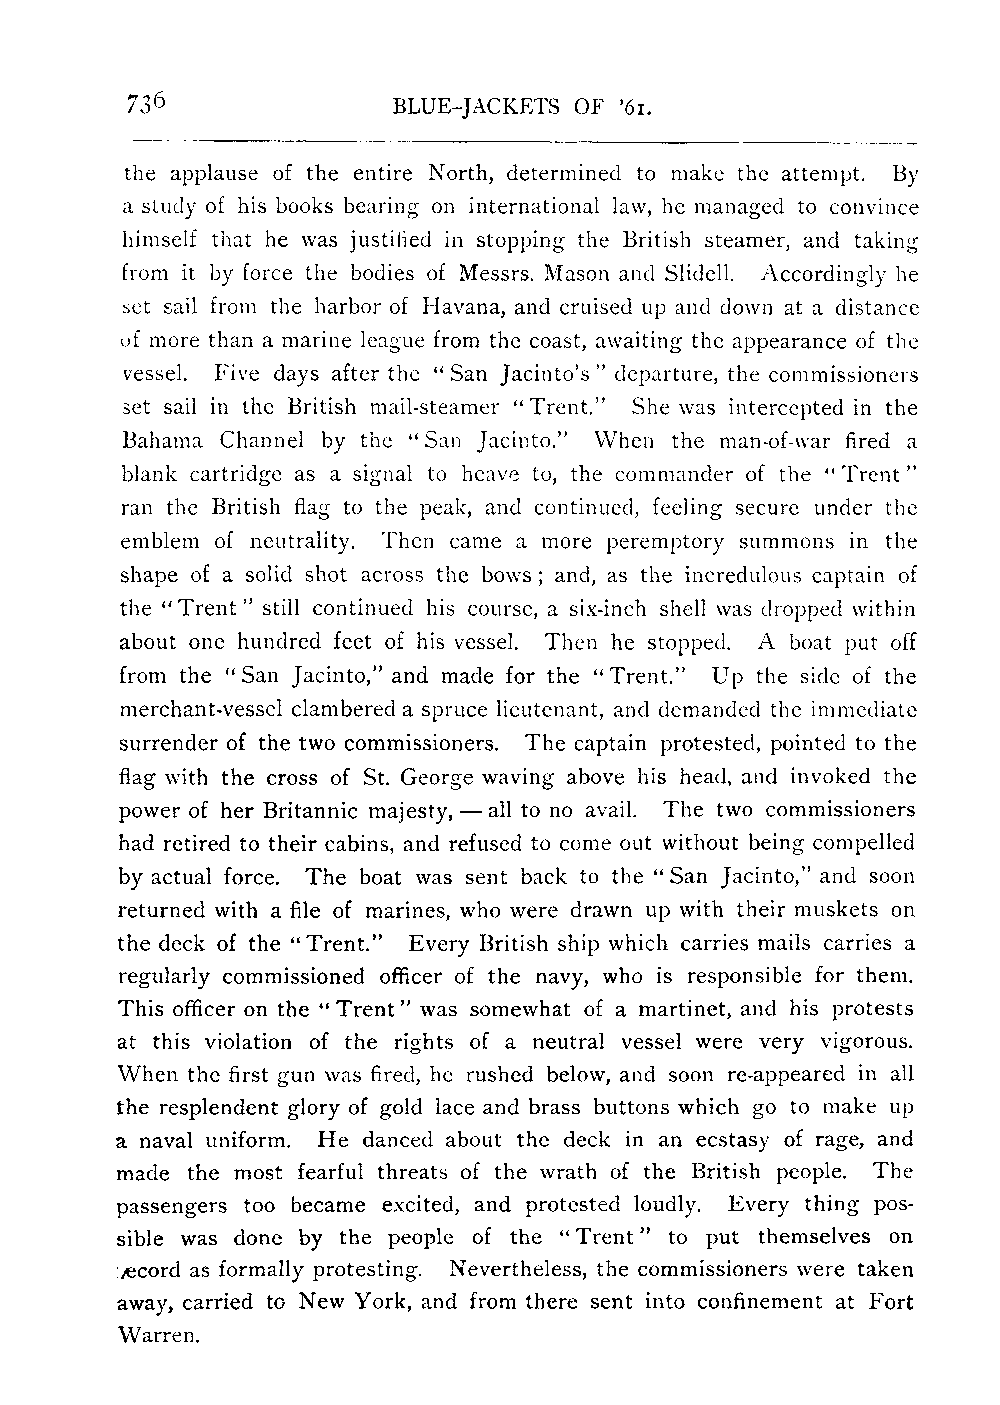 736 BLUE-JACKETS OF '61.
the applause of the entire North, determined to make the attempt. By
a study of his books bearing on international law, he managed to convince
himself that he was justified in stopping the British steamer, and taking
from it by force the bodies of Messrs. Mason and Slidell. Accordingly he
set sail from the harbor of Havana, and cruised up and down at a distance
of more than a marine league from the coast, awaiting the appearance of the
vessel. Five days after the "San Jacinto's" departure, the commissioners
set sail in the British mail-steamer "Trent." She was intercepted in the
Bahama Channel by the "San Jacinto." When the man-of-war fired a
blank cartridge as a signal to heave to, the commander of the "Trent"
ran the British flag to the peak, and continued, feeling secure under the
emblem of neutrality. Then came a more peremptory summons in the
shape of a solid shot across the bows; and, as the incredulous captain of
the "Trent" still continued his course, a six-inch shell was dropped within
about one hundred feet of his vessel. Then he stopped. A boat put off
from the "San Jacinto," and made for the "Trent." Up the side of the
merchant-vessel clambered a spruce lieutenant, and demanded the immediate
surrender of the two commissioners. The captain protested, pointed to the
flag with the cross of St. George waving above his head, and invoked the
power of her Britannic majesty, — all to no avail. The two commissioners
had retired to their cabins, and refused to come out without being compelled
by actual force. The boat was sent back to the "San Jacinto," and soon
returned with a file of marines, who were drawn up with their muskets on
the deck of the "Trent." Every British ship which carries mails carries a
regularly commissioned officer of the navy, who is responsible for them.
This officer on the "Trent" was somewhat of a martinet, and his protests
at this violation of the rights of a neutral vessel were very vigorous.
When the first gun was fired, he rushed below, and soon re-appeared in all
the resplendent glory of gold lace and brass buttons which go to make up
a naval uniform. He danced about the deck in an ecstasy of rage, and
made the most fearful threats of the wrath of the British people. The
passengers too became excited, and protested loudly. Every thing pos-
sible was done by the people of the "Trent" to put themselves on
record as formally protesting. Nevertheless, the commissioners were taken
away, carried to New York, and from there sent into confinement at Fort
Warren.